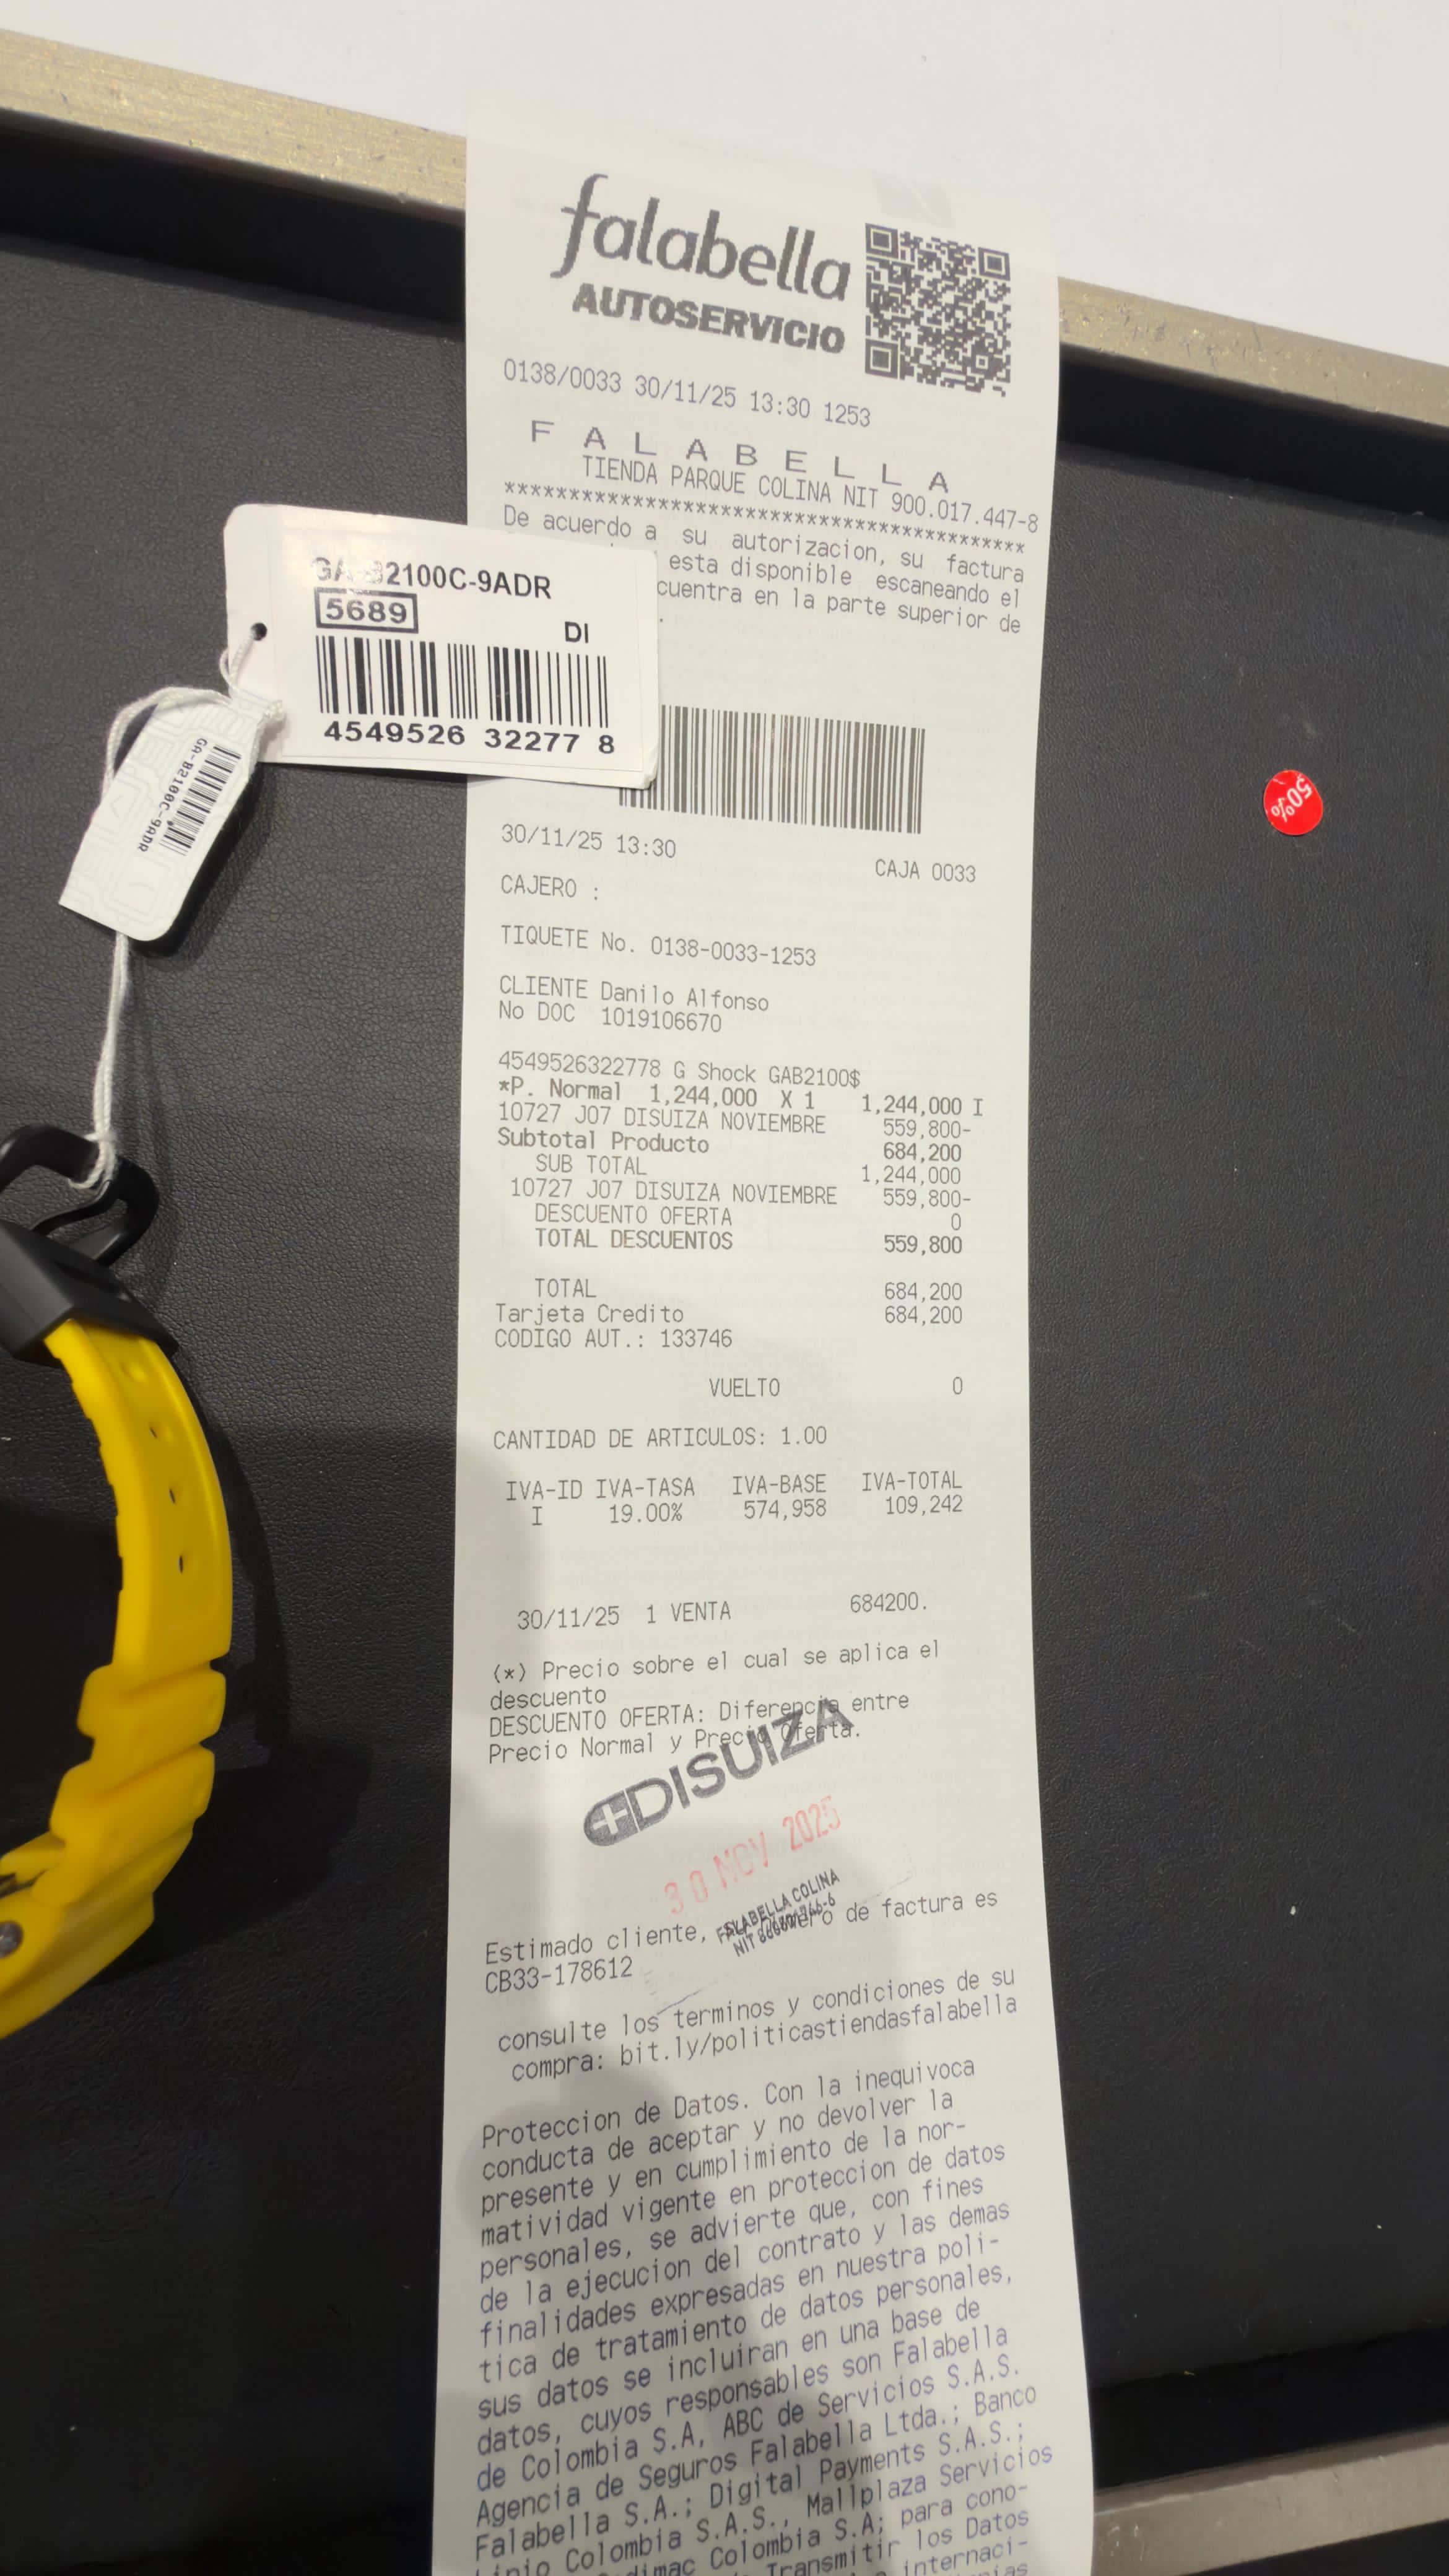 falabella
AUTOSERVICIO
0138/0033 30/11/25 13:30 1253
F A L A B E L L A
TIENDA PARQUE COLINA NIT 900.017.447-8
****************************************
De acuerdo a su autorizacion, su factura
esta disponible escaneando el
cuentra en la parte superior de
.
GA-B2100C-9ADR
5689
DI
4549526 32277 8
GA-B2100C-9ADR
50%
30/11/25 13:30
CAJA 0033
CAJERO :
TIQUETE No. 0138-0033-1253
CLIENTE Danilo Alfonso
No DOC 1019106670
4549526322778 G Shock GAB2100$
*P. Normal 1,244,000 X 1 1,244,000 I
10727 J07 DISUIZA NOVIEMBRE 559,800-
Subtotal Producto 684,200
SUB TOTAL 1,244,000
10727 J07 DISUIZA NOVIEMBRE 559,800-
DESCUENTO OFERTA 0
TOTAL DESCUENTOS 559,800
TOTAL 684,200
Tarjeta Credito 684,200
CODIGO AUT.: 133746
VUELTO 0
CANTIDAD DE ARTICULOS: 1.00
IVA-ID IVA-TASA IVA-BASE IVA-TOTAL
I 19.00% 574,958 109,242
30/11/25 1 VENTA 684200.
(*) Precio sobre el cual se aplica el
descuento
DESCUENTO OFERTA: Diferencia entre
Precio Normal y Precio Oferta.
DISUIZA
30 NOV 2025
FALABELLA COLINA
NIT
Estimado cliente, de factura es
CB33-178612
consulte los terminos y condiciones de su
compra: bit.ly/politicastiendasfalabella
Proteccion de Datos. Con la inequivoca
conducta de aceptar y no devolver la
presente y en cumplimiento de la nor-
matividad vigente en proteccion de datos
personales, se advierte que, con fines
de la ejecucion del contrato y las demas
finalidades expresadas en nuestra poli-
tica de tratamiento de datos personales,
sus datos se incluiran en una base de
datos, cuyos responsables son Falabella
de Colombia S.A, ABC de Servicios S.A.S.
Agencia de Seguros Falabella Ltda.; Banco
Falabella S.A.; Digital Payments S.A.S.;
Colombia S.A.S., Mallplaza Servicios
Colombia S.A; para cono-
Transmitir los Datos
internaci-